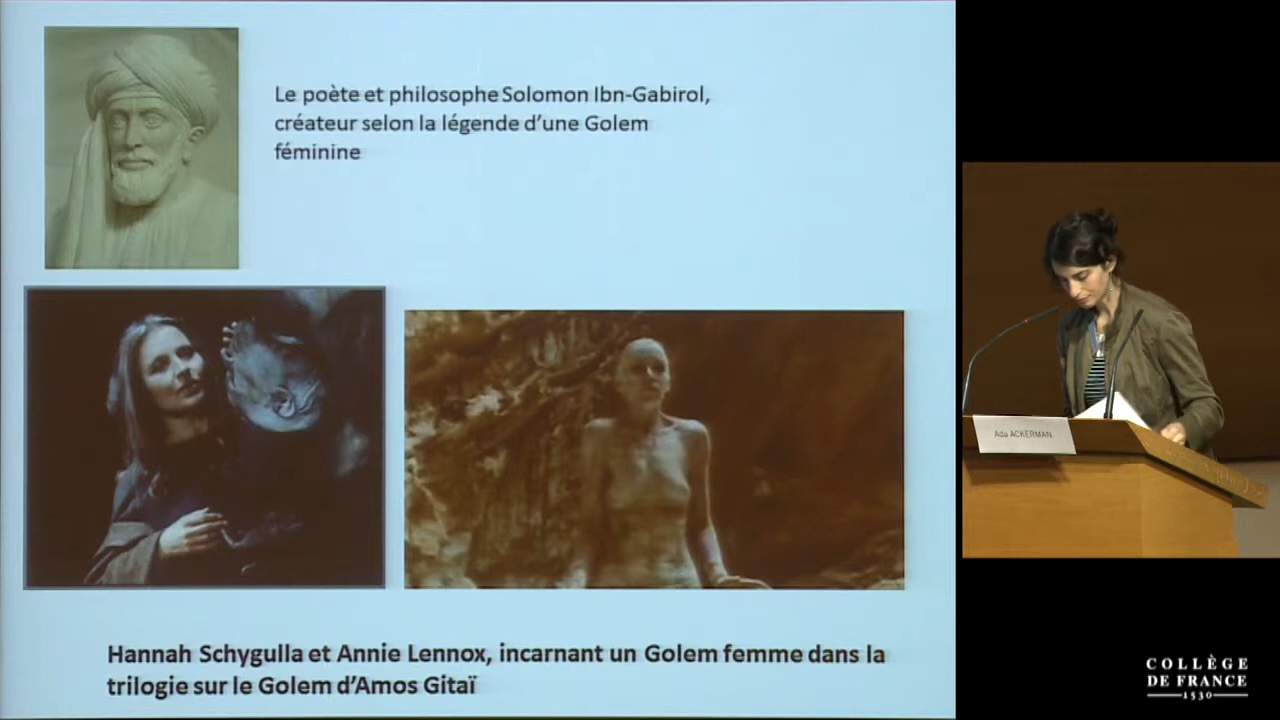 Le poète et philosophe Solomon Ibn-Gabirol,
créateur selon la légende d'une Golem
féminine
Hannah Schygulla et Annie Lennox, incarnant un Golem femme dans la
trilogie sur le Golem d'Amos Gitaï
Ada ACKERMAN
COLLÈGE
DE FRANCE
1530